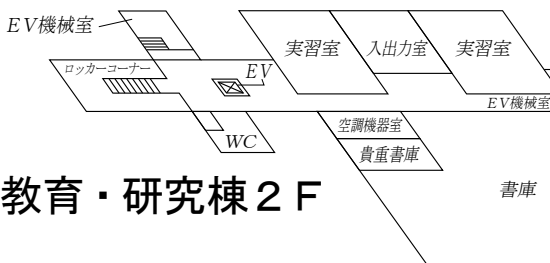 EV機械室
実習室
入出力室
実習室
ロッカーコーナー
EV
EV機械室
空調機器室
WC
貴重書庫
教育・研究棟2F
書庫